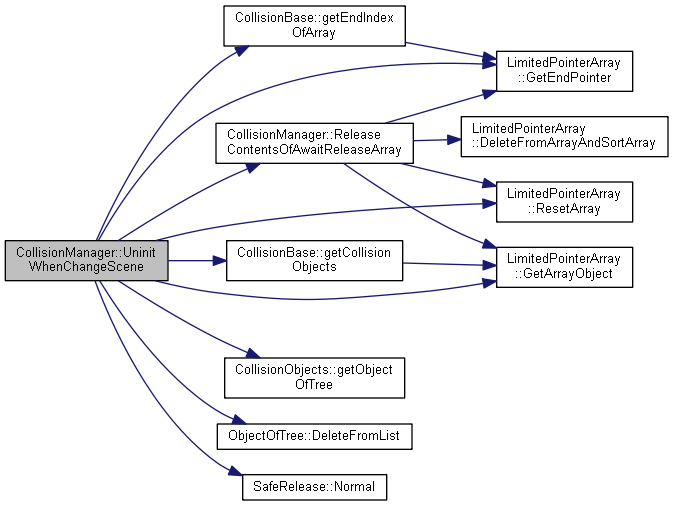 CollisionBase::getEndIndex
OfArray
LimitedPointerArray
::GetEndPointer
CollisionManager::Release
ContentsOfAwaitReleaseArray
LimitedPointerArray
::DeleteFromArrayAndSortArray
LimitedPointerArray
::ResetArray
CollisionManager::Uninit
WhenChangeScene
CollisionBase::getCollision
Objects
LimitedPointerArray
::GetArrayObject
CollisionObjects::getObject
OfTree
ObjectOfTree::DeleteFromList
SafeRelease::Normal